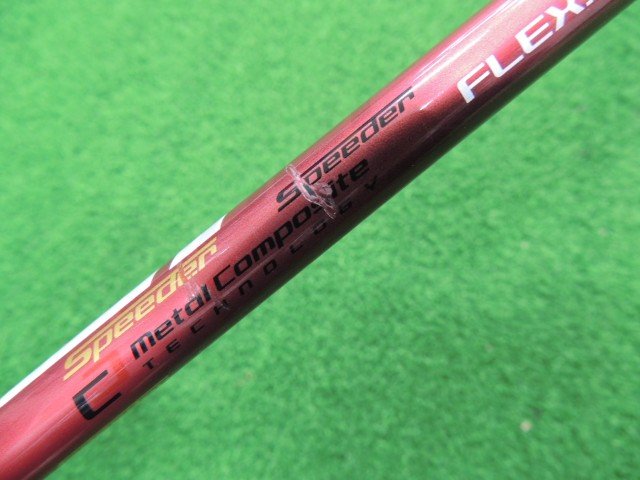 FLEX
Speeder
Speeder
Metal Composite
TECHNOLOGY
C